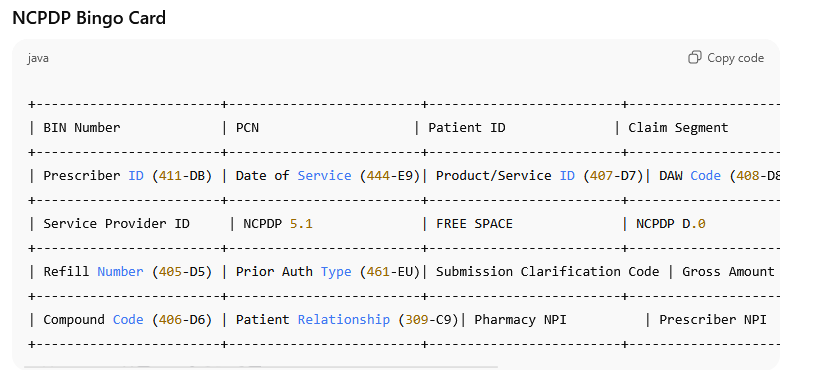 NCPDP Bingo Card
java
Copy code
+------------------------+-------------------------+-------------------------+--------------------
| BIN Number             | PCN                    | Patient ID              | Claim Segment
+------------------------+-------------------------+-------------------------+--------------------
| Prescriber ID (411-DB) | Date of Service (444-E9)| Product/Service ID (407-D7)| DAW Code (408-D8
+------------------------+-------------------------+-------------------------+--------------------
| Service Provider ID     | NCPDP 5.1              | FREE SPACE              | NCPDP D.0
+------------------------+-------------------------+-------------------------+--------------------
| Refill Number (405-D5) | Prior Auth Type (461-EU)| Submission Clarification Code | Gross Amount
+------------------------+-------------------------+-------------------------+--------------------
| Compound Code (406-D6) | Patient Relationship (309-C9)| Pharmacy NPI          | Prescriber NPI
+------------------------+-------------------------+-------------------------+--------------------